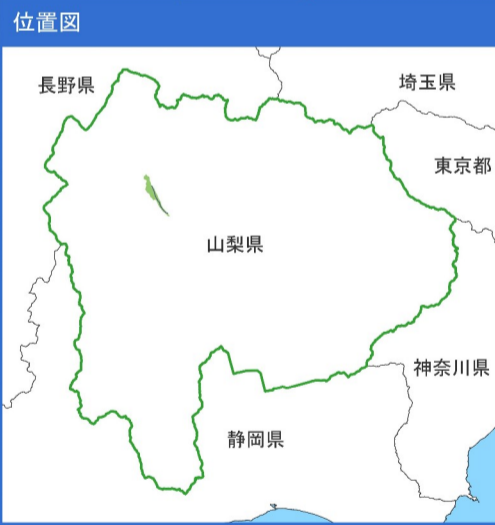 位置図
長野県
埼玉県
東京都
山梨県
神奈川県
静岡県